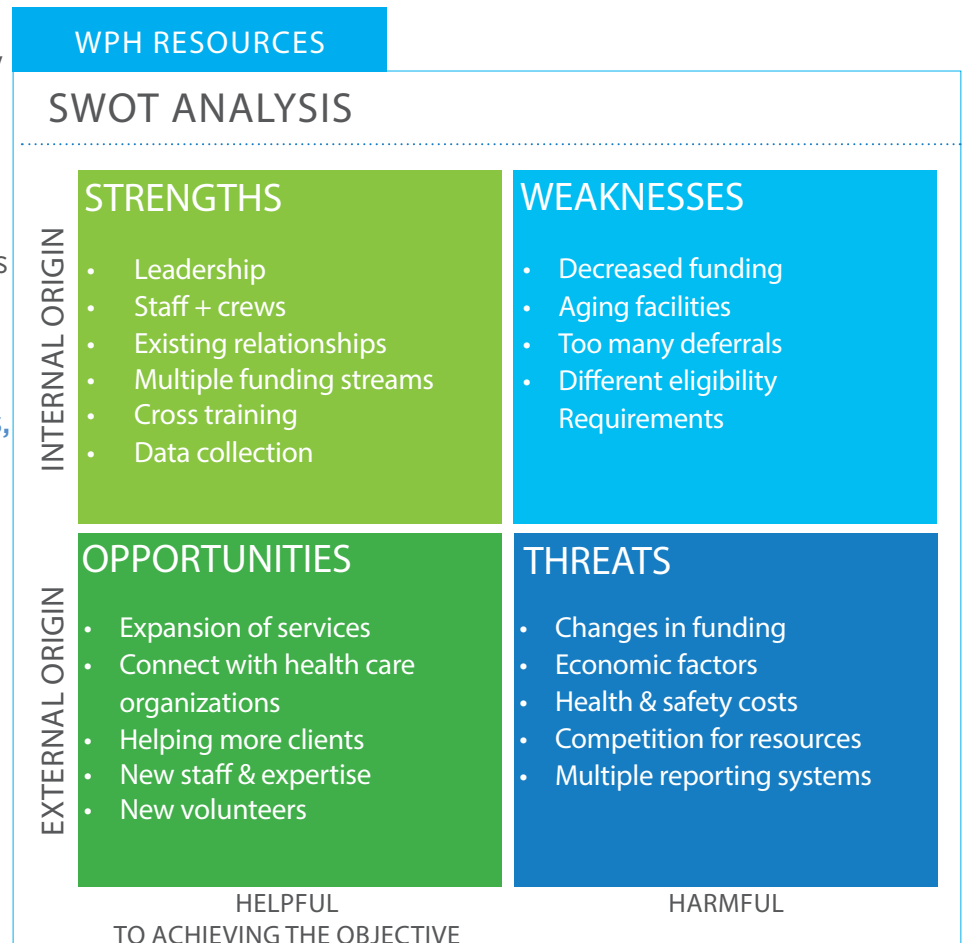 WPH RESOURCES
SWOT ANALYSIS
INTERNAL ORIGIN
STRENGTHS
• Leadership
• Staff + crews
• Existing relationships
• Multiple funding streams
• Cross training
• Data collection
WEAKNESSES
• Decreased funding
• Aging facilities
• Too many deferrals
• Different eligibility
Requirements
EXTERNAL ORIGIN
OPPORTUNITIES
• Expansion of services
• Connect with health care
organizations
• Helping more clients
• New staff & expertise
• New volunteers
THREATS
• Changes in funding
• Economic factors
• Health & safety costs
• Competition for resources
• Multiple reporting systems
HELPFUL
TO ACHIEVING THE OBJECTIVE
HARMFUL